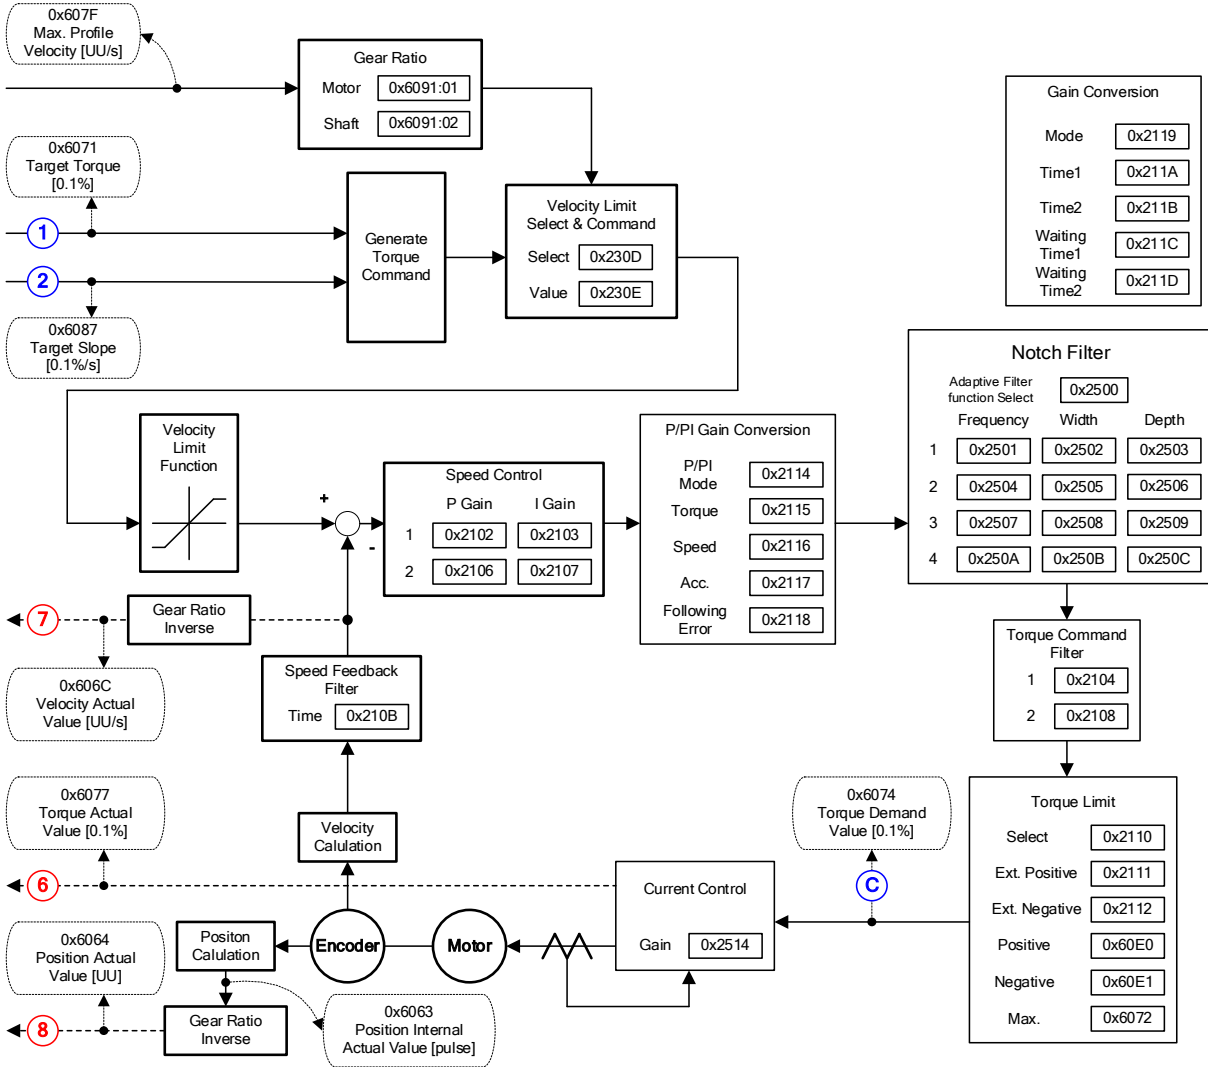 0x607F
Max. Profile
Velocity [UU/s]
Gear Ratio
Motor 0x6091:01
Shaft 0x6091:02
Gain Conversion
Mode 0x2119
Time1 0x211A
Time2 0x211B
Waiting
Time1 0x211C
Waiting
Time2 0x211D
0x6071
Target Torque
[0.1%]
1
2
0x6087
Target Slope
[0.1%/s]
Generate
Torque
Command
Velocity Limit
Select & Command
Select 0x230D
Value 0x230E
Notch Filter
Adaptive Filter
function Select 0x2500
Frequency Width Depth
1 0x2501 0x2502 0x2503
2 0x2504 0x2505 0x2506
3 0x2507 0x2508 0x2509
4 0x250A 0x250B 0x250C
Velocity
Limit
Function
+
-
Speed Control
P Gain I Gain
1 0x2102 0x2103
2 0x2106 0x2107
P/PI Gain Conversion
P/PI
Mode 0x2114
Torque 0x2115
Speed 0x2116
Acc. 0x2117
Following
Error 0x2118
7
Gear Ratio
Inverse
0x606C
Velocity Actual
Value [UU/s]
Speed Feedback
Filter
Time 0x210B
Torque Command
Filter
1 0x2104
2 0x2108
0x6077
Torque Actual
Value [0.1%]
Velocity
Calulation
0x6074
Torque Demand
Value [0.1%]
Torque Limit
Select 0x2110
Ext. Positive 0x2111
Ext. Negative 0x2112
Positive 0x60E0
Negative 0x60E1
Max. 0x6072
6
C
Current Control
Gain 0x2514
0x6064
Position Actual
Value [UU]
Positon
Calulation
Encoder
Motor
8
Gear Ratio
Inverse
0x6063
Position Internal
Actual Value [pulse]